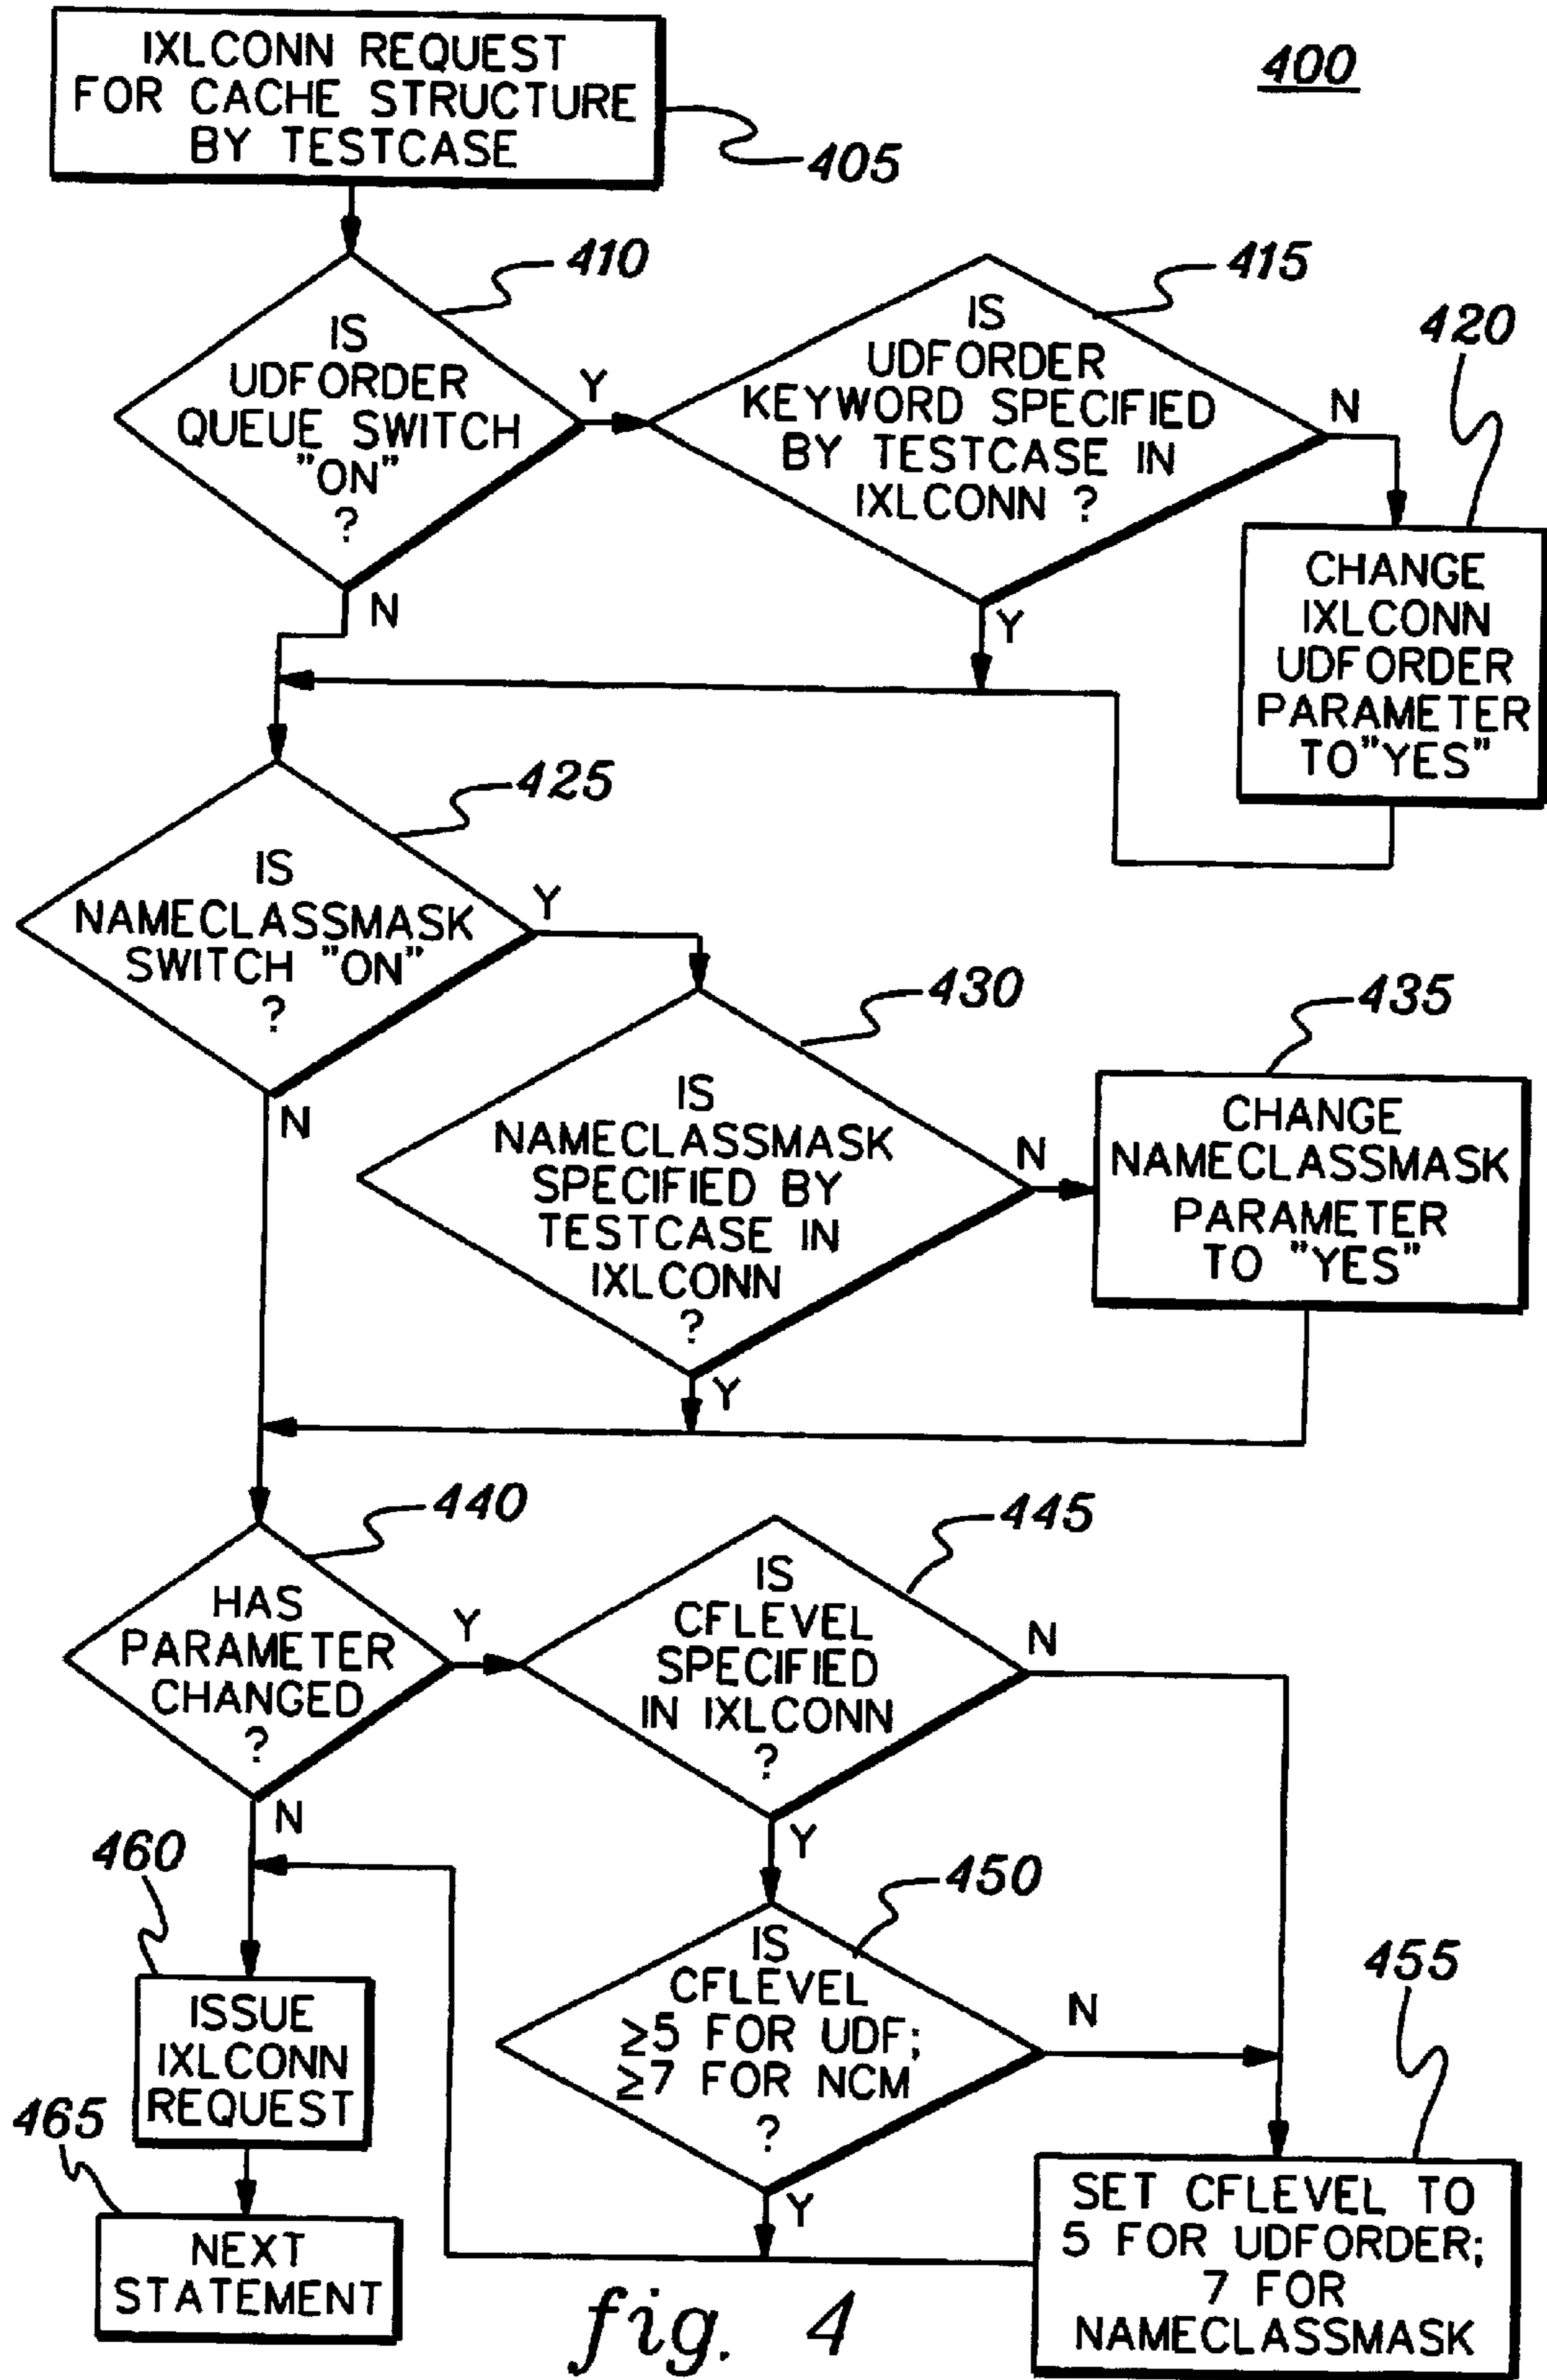 IXLCONN REQUEST
FOR CACHE STRUCTURE
BY TESTCASE
400
405
410
IS
UDFORDER
QUEUE SWITCH
"ON"
?
Y
N
415
IS
UDFORDER
KEYWORD SPECIFIED
BY TESTCASE IN
IXLCONN ?
N
Y
420
CHANGE
IXLCONN
UDFORDER
PARAMETER
TO"YES"
425
IS
NAMECLASSMASK
SWITCH "ON"
?
Y
N
430
IS
NAMECLASSMASK
SPECIFIED BY
TESTCASE IN
IXLCONN
?
N
Y
435
CHANGE
NAMECLASSMASK
PARAMETER
TO "YES"
440
HAS
PARAMETER
CHANGED
?
Y
N
445
IS
CFLEVEL
SPECIFIED
IN IXLCONN
?
N
Y
450
IS
CFLEVEL
≥5 FOR UDF;
≥7 FOR NCM
?
N
Y
455
SET CFLEVEL TO
5 FOR UDFORDER;
7 FOR
NAMECLASSMASK
460
ISSUE
IXLCONN
REQUEST
465
NEXT
STATEMENT
fig. 4